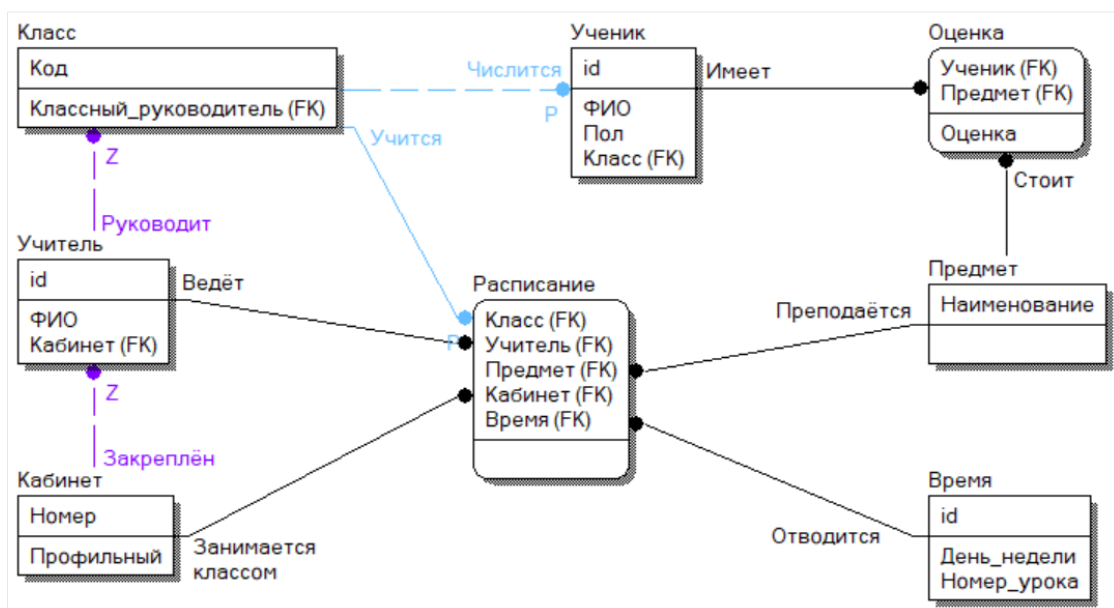 Класс
Код
Классный_руководитель (FK)
Числится
P
Ученик
id
ФИО
Пол
Класс (FK)
Имеет
Оценка
Ученик (FK)
Предмет (FK)
Оценка
Учится
Z
Руководит
Стоит
Учитель
id
ФИО
Кабинет (FK)
Ведёт
Расписание
Класс (FK)
Учитель (FK)
Предмет (FK)
Кабинет (FK)
Время (FK)
P
Преподаётся
Предмет
Наименование
Z
Закреплён
Кабинет
Номер
Профильный
Занимается
классом
Отводится
Время
id
День_недели
Номер_урока